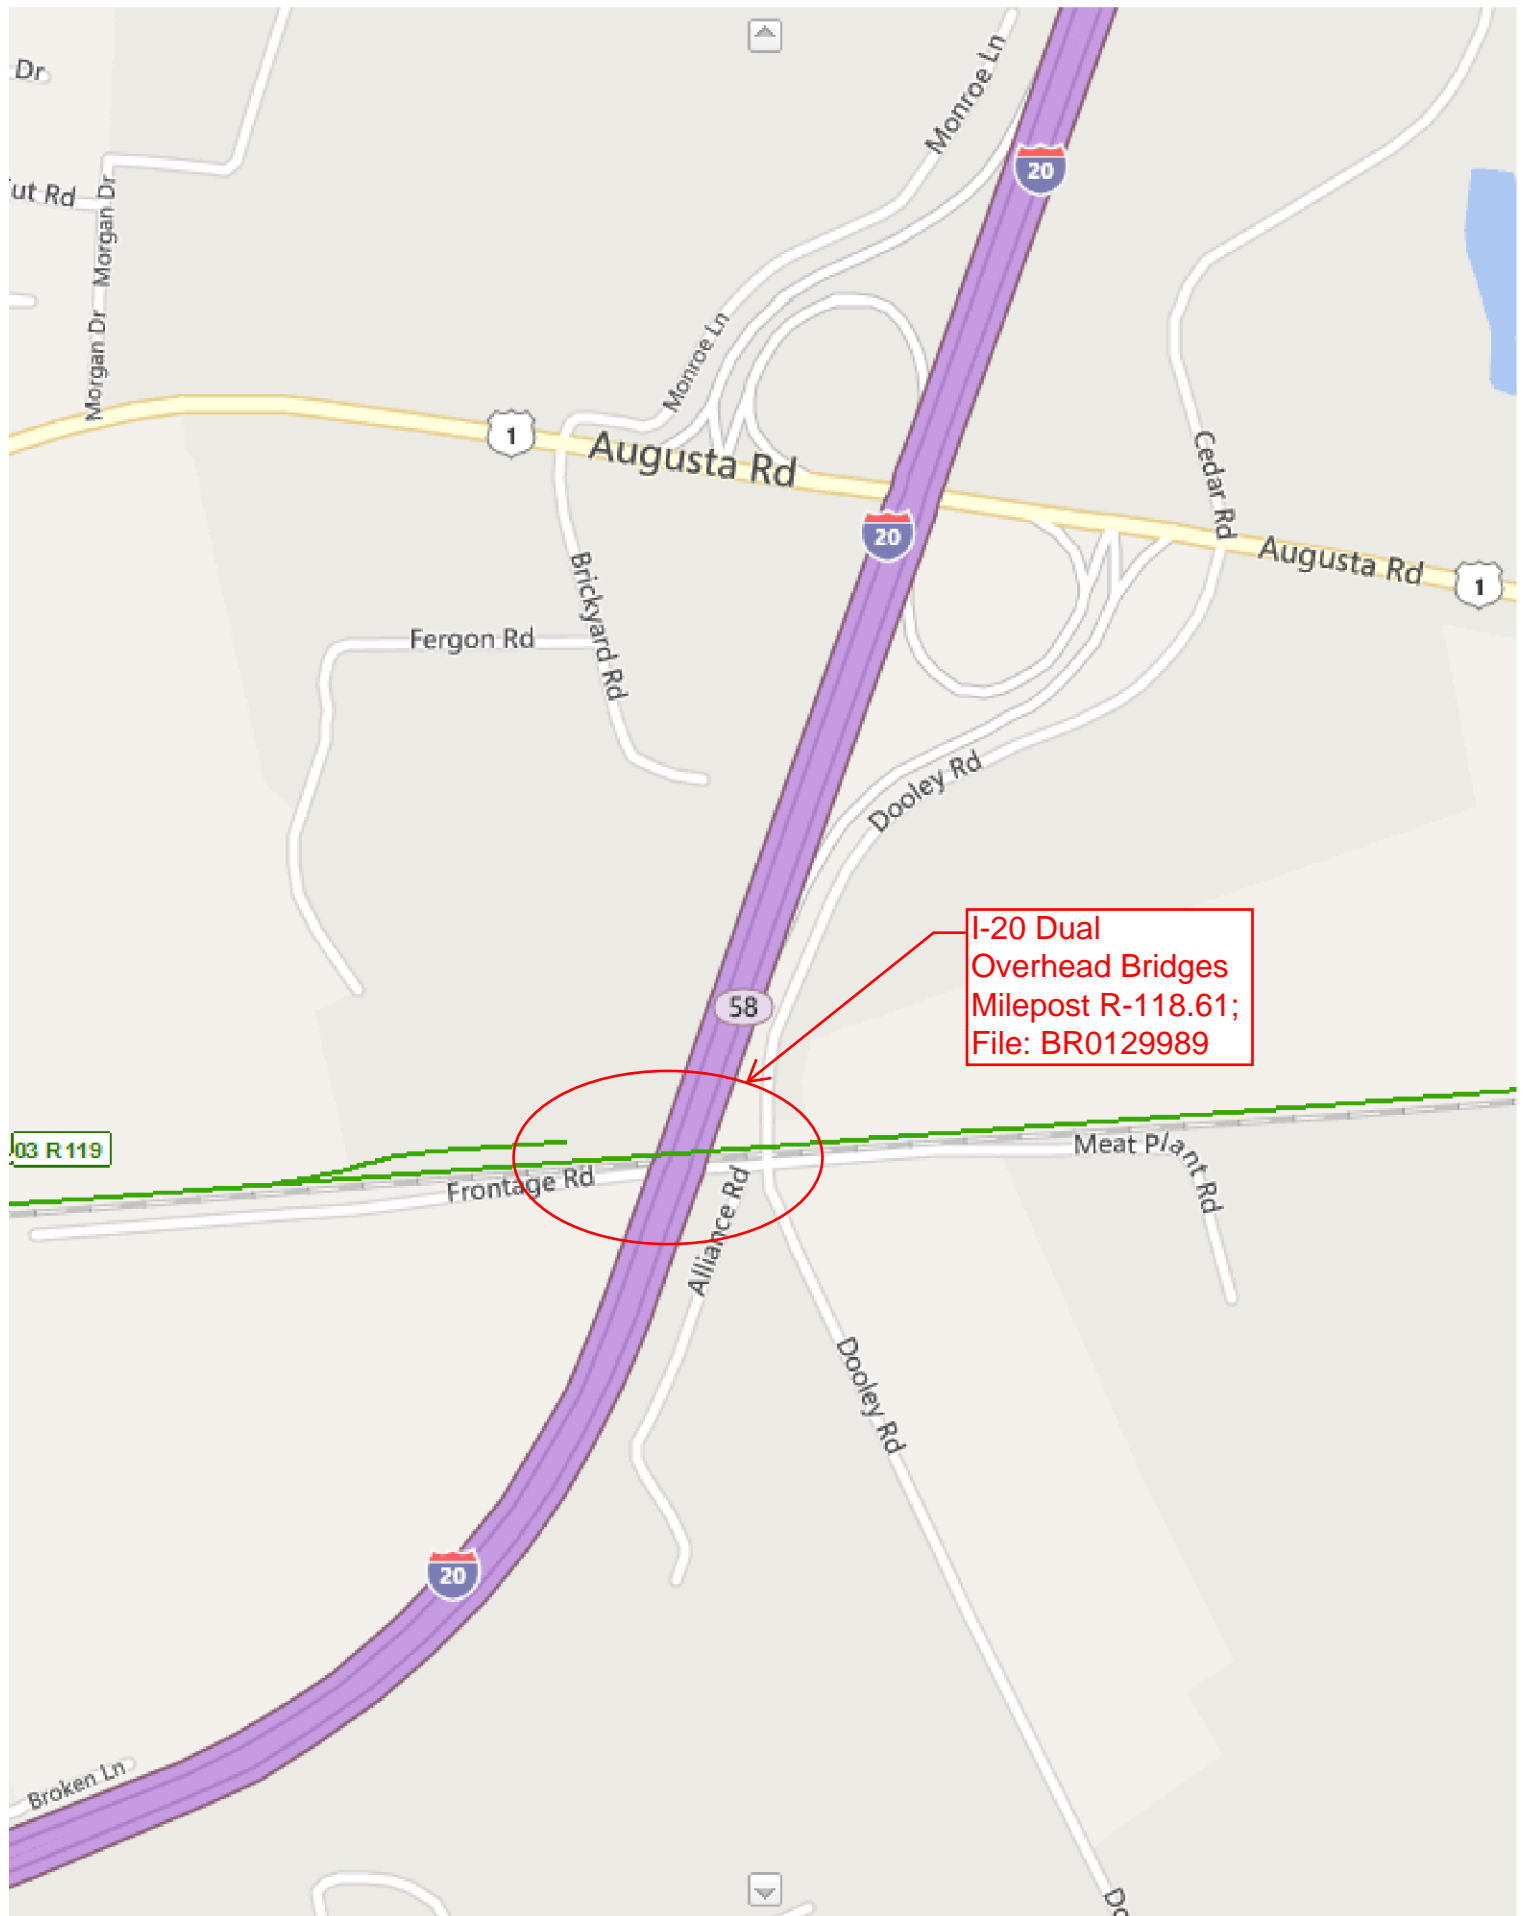 Dr
ut Rd
Morgan Dr
Morgan Dr
Monroe Ln
20
Monroe Ln
1
Augusta Rd
Cedar Rd
20
Augusta Rd
1
Brickyard Rd
Fergon Rd
Dooley Rd
I-20 Dual
Overhead Bridges
Milepost R-118.61;
File: BR0129989
58
03 R 119
Meat Plant Rd
Frontage Rd
Alliance Rd
Dooley Rd
20
Broken Ln
Do